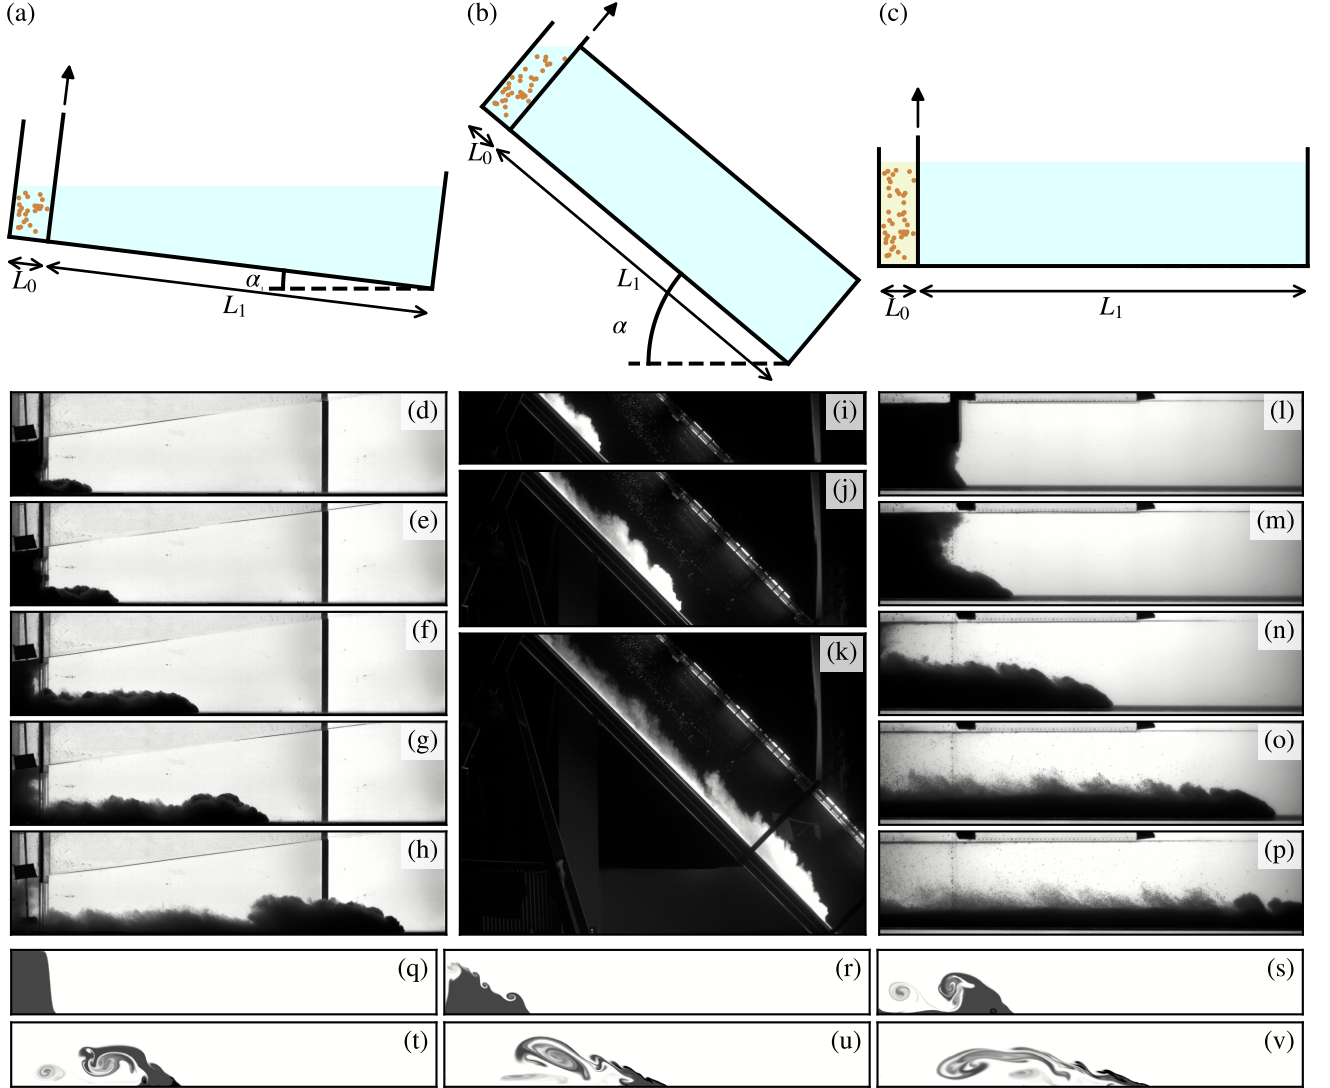 (a)
(b)
(c)
L₀
α
L₁
L₀
L₁
α
L₀
L₁
(d)
(e)
(f)
(g)
(h)
(i)
(j)
(k)
(l)
(m)
(n)
(o)
(p)
(q)
(r)
(s)
(t)
(u)
(v)